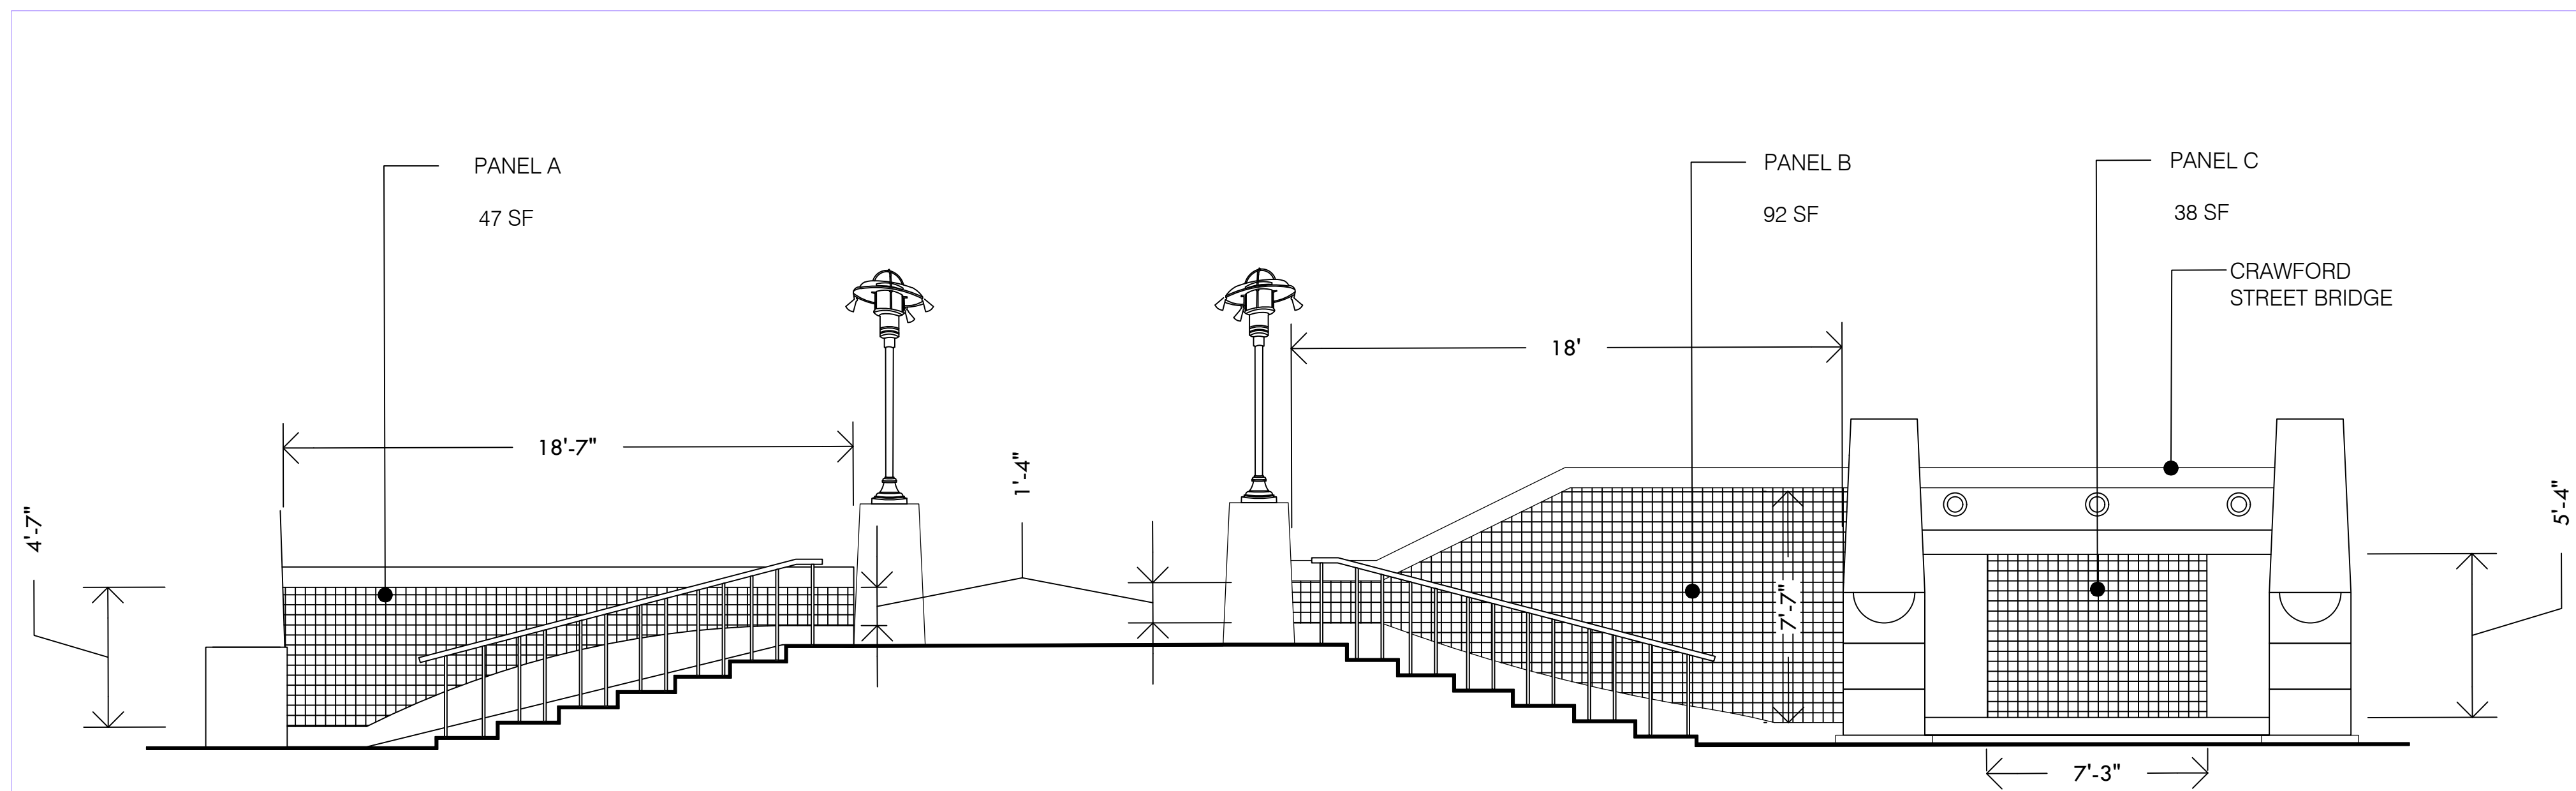 PANEL A
47 SF
PANEL B
92 SF
PANEL C
38 SF
CRAWFORD
STREET BRIDGE
18'
18'-7"
1'-4"
4'-7"
5'-4"
7'-7"
7'-3"